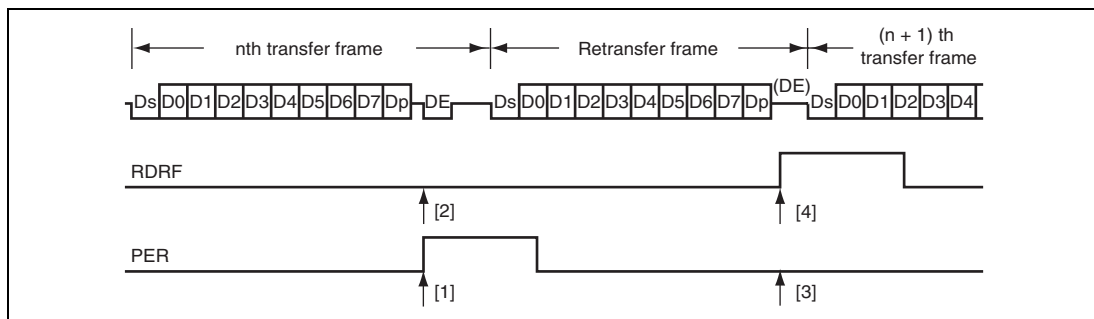 nth transfer frame Retransfer frame (n + 1) th
transfer frame
Ds D0 D1 D2 D3 D4 D5 D6 D7 Dp DE Ds D0 D1 D2 D3 D4 D5 D6 D7 Dp (DE) Ds D0 D1 D2 D3 D4
RDRF
[2] [4]
PER
[1] [3]